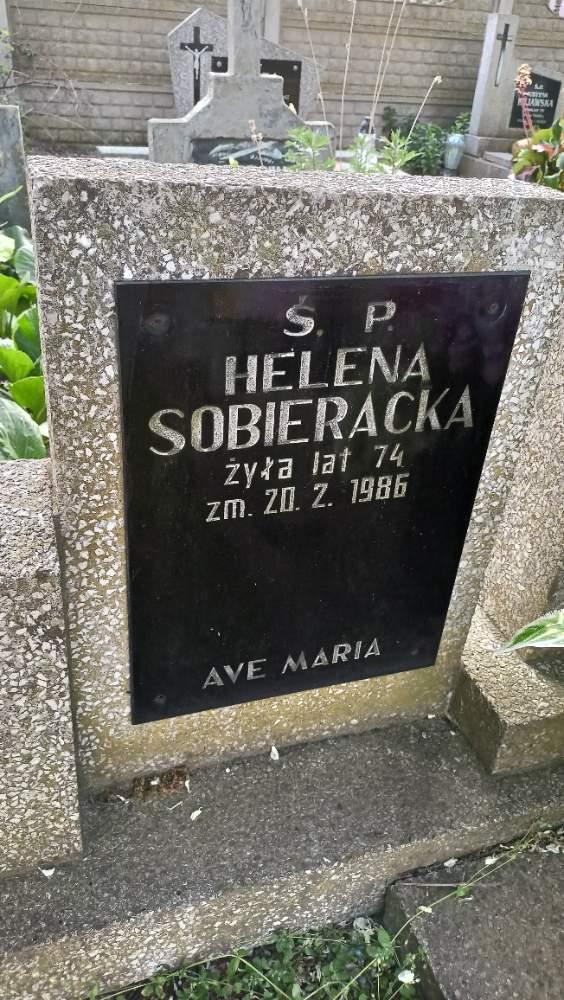 Ś. P.
HELENA
SOBIERACKA
żyła lat 74
zm. 20. 2. 1986
AVE MARIA